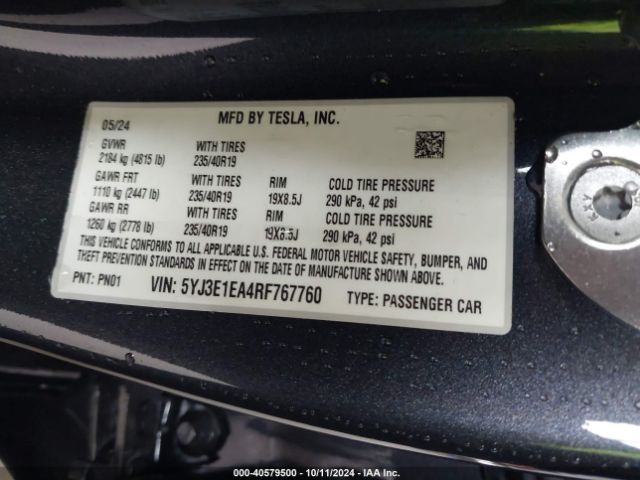 MFD BY TESLA, INC.
05/24
GVWR WITH TIRES
2184 kg (4815 lb) 235/40R19
GAWR FRT WITH TIRES RIM COLD TIRE PRESSURE
1110 kg (2447 lb) 235/40R19 19X8.5J 290 kPa, 42 psi
GAWR RR WITH TIRES RIM COLD TIRE PRESSURE
1260 kg (2778 lb) 235/40R19 19X8.5J 290 kPa, 42 psi
THIS VEHICLE CONFORMS TO ALL APPLICABLE U.S. FEDERAL MOTOR VEHICLE SAFETY, BUMPER, AND
THEFT PREVENTION STANDARDS IN EFFECT ON THE DATE OF MANUFACTURE SHOWN ABOVE.
PNT: PN01 VIN: 5YJ3E1EA4RF767760 TYPE: PASSENGER CAR
000-40579500 - 10/11/2024 - IAA Inc.